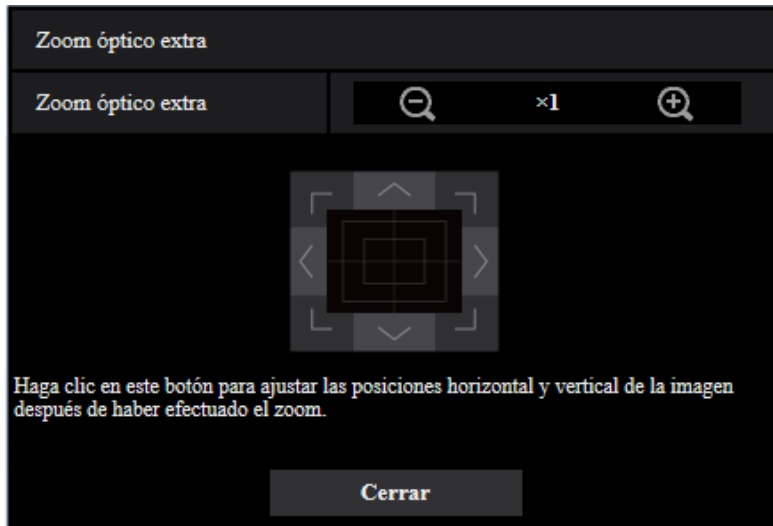 Zoom óptico extra
Zoom óptico extra
×1
Haga clic en este botón para ajustar las posiciones horizontal y vertical de la imagen
después de haber efectuado el zoom.
Cerrar